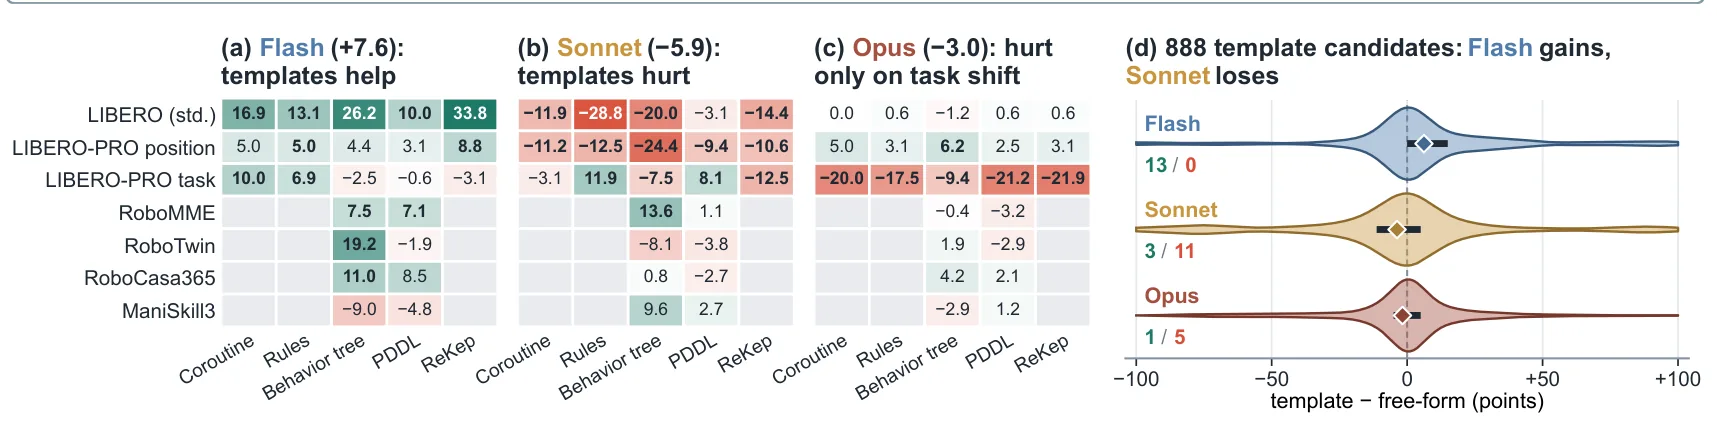 (a) Flash (+7.6):
templates help
(b) Sonnet (−5.9):
templates hurt
(c) Opus (−3.0): hurt
only on task shift
(d) 888 template candidates: Flash gains,
Sonnet loses
LIBERO (std.) 16.9 13.1 26.2 10.0 33.8 −11.9 −28.8 −20.0 −3.1 −14.4 0.0 0.6 −1.2 0.6 0.6
LIBERO-PRO position 5.0 5.0 4.4 3.1 8.8 −11.2 −12.5 −24.4 −9.4 −10.6 5.0 3.1 6.2 2.5 3.1
LIBERO-PRO task 10.0 6.9 −2.5 −0.6 −3.1 −3.1 11.9 −7.5 8.1 −12.5 −20.0 −17.5 −9.4 −21.2 −21.9
RoboMME 7.5 7.1 13.6 1.1 −0.4 −3.2
RoboTwin 19.2 −1.9 −8.1 −3.8 1.9 −2.9
RoboCasa365 11.0 8.5 0.8 −2.7 4.2 2.1
ManiSkill3 −9.0 −4.8 9.6 2.7 −2.9 1.2
Coroutine Rules Behavior tree PDDL ReKep Coroutine Rules Behavior tree PDDL ReKep Coroutine Rules Behavior tree PDDL ReKep
Flash
13 / 0
Sonnet
3 / 11
Opus
1 / 5
−100 −50 0 +50 +100
template − free-form (points)